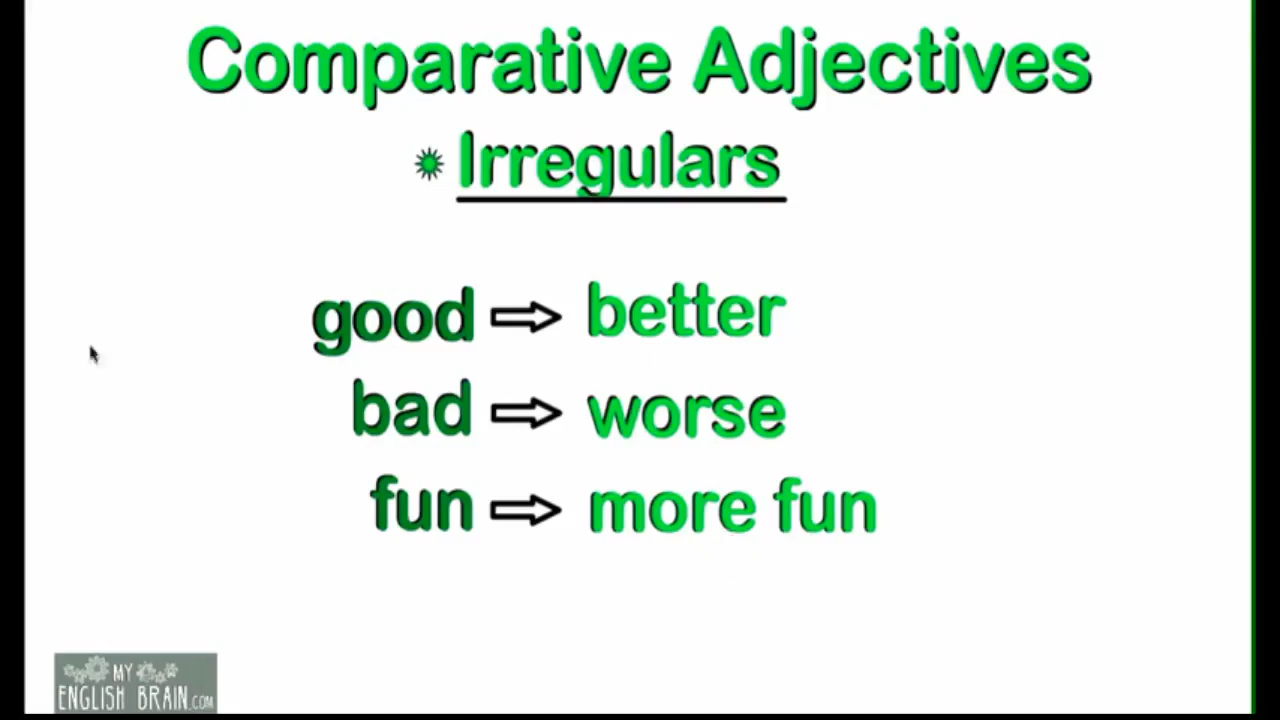 Comparative Adjectives
Irregulars
good ⇨ better
bad ⇨ worse
fun ⇨ more fun
MY
ENGLISH BRAIN.COM